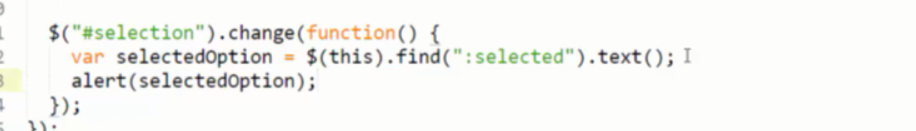 $("#selection").change(function() {
var selectedOption = $(this).find(":selected").text();
alert(selectedOption);
});
});